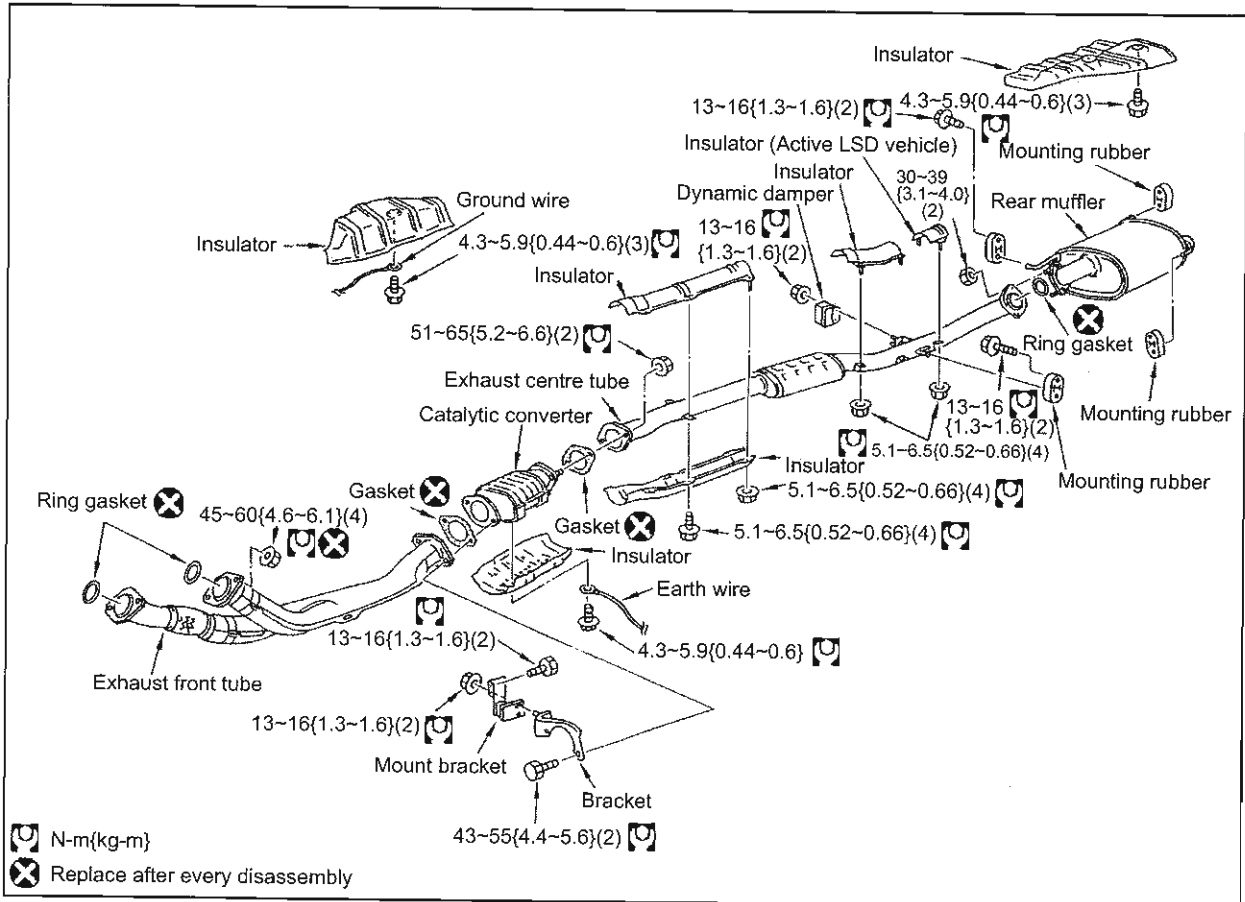 Insulator
13~16{1.3~1.6}(2)
4.3~5.9{0.44~0.6}(3)
Insulator (Active LSD vehicle)
Mounting rubber
Insulator
30~39
{3.1~4.0}
(2)
Ground wire
Dynamic damper
Rear muffler
Insulator
4.3~5.9{0.44~0.6}(3)
13~16
{1.3~1.6}(2)
Insulator
51~65{5.2~6.6}(2)
Ring gasket
Exhaust centre tube
Catalytic converter
13~16
{1.3~1.6}(2)
Mounting rubber
5.1~6.5{0.52~0.66}(4)
Insulator
Mounting rubber
Ring gasket
Gasket
5.1~6.5{0.52~0.66}(4)
45~60{4.6~6.1}(4)
Gasket
5.1~6.5{0.52~0.66}(4)
Insulator
Earth wire
13~16{1.3~1.6}(2)
4.3~5.9{0.44~0.6}
Exhaust front tube
13~16{1.3~1.6}(2)
Mount bracket
Bracket
43~55{4.4~5.6}(2)
N-m{kg-m}
Replace after every disassembly